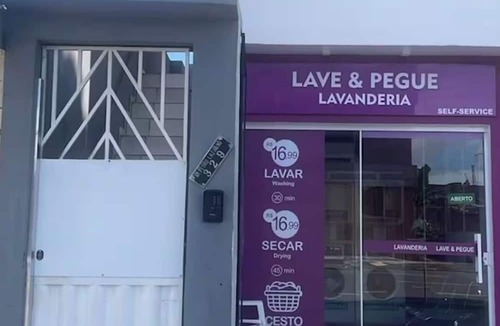 LAVE & PEGUE
LAVANDERIA
SELF-SERVICE
329
R$ 16,99
LAVAR
Washing
30 min
R$ 16,99
SECAR
Drying
45 min
CESTO
ABERTO
LAVANDERIA LAVE & PEGUE